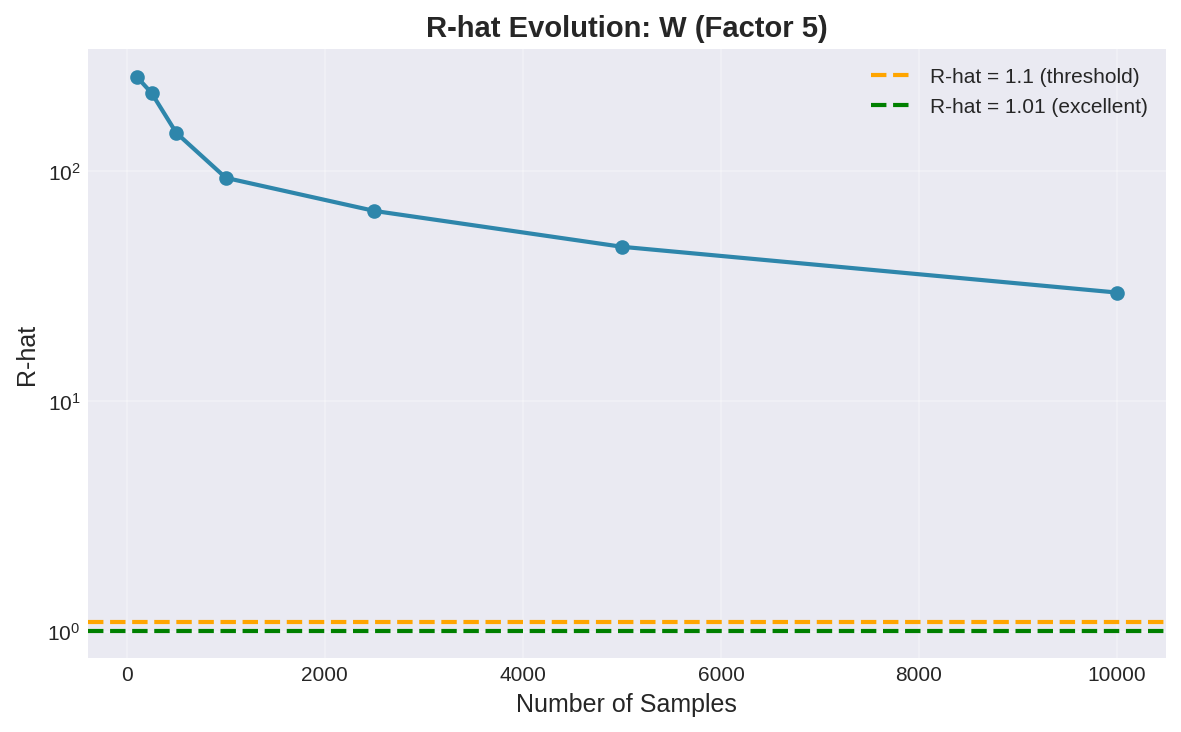 R-hat Evolution: W (Factor 5)
R-hat = 1.1 (threshold)
R-hat = 1.01 (excellent)
R-hat
10²
10¹
10⁰
0 2000 4000 6000 8000 10000
Number of Samples